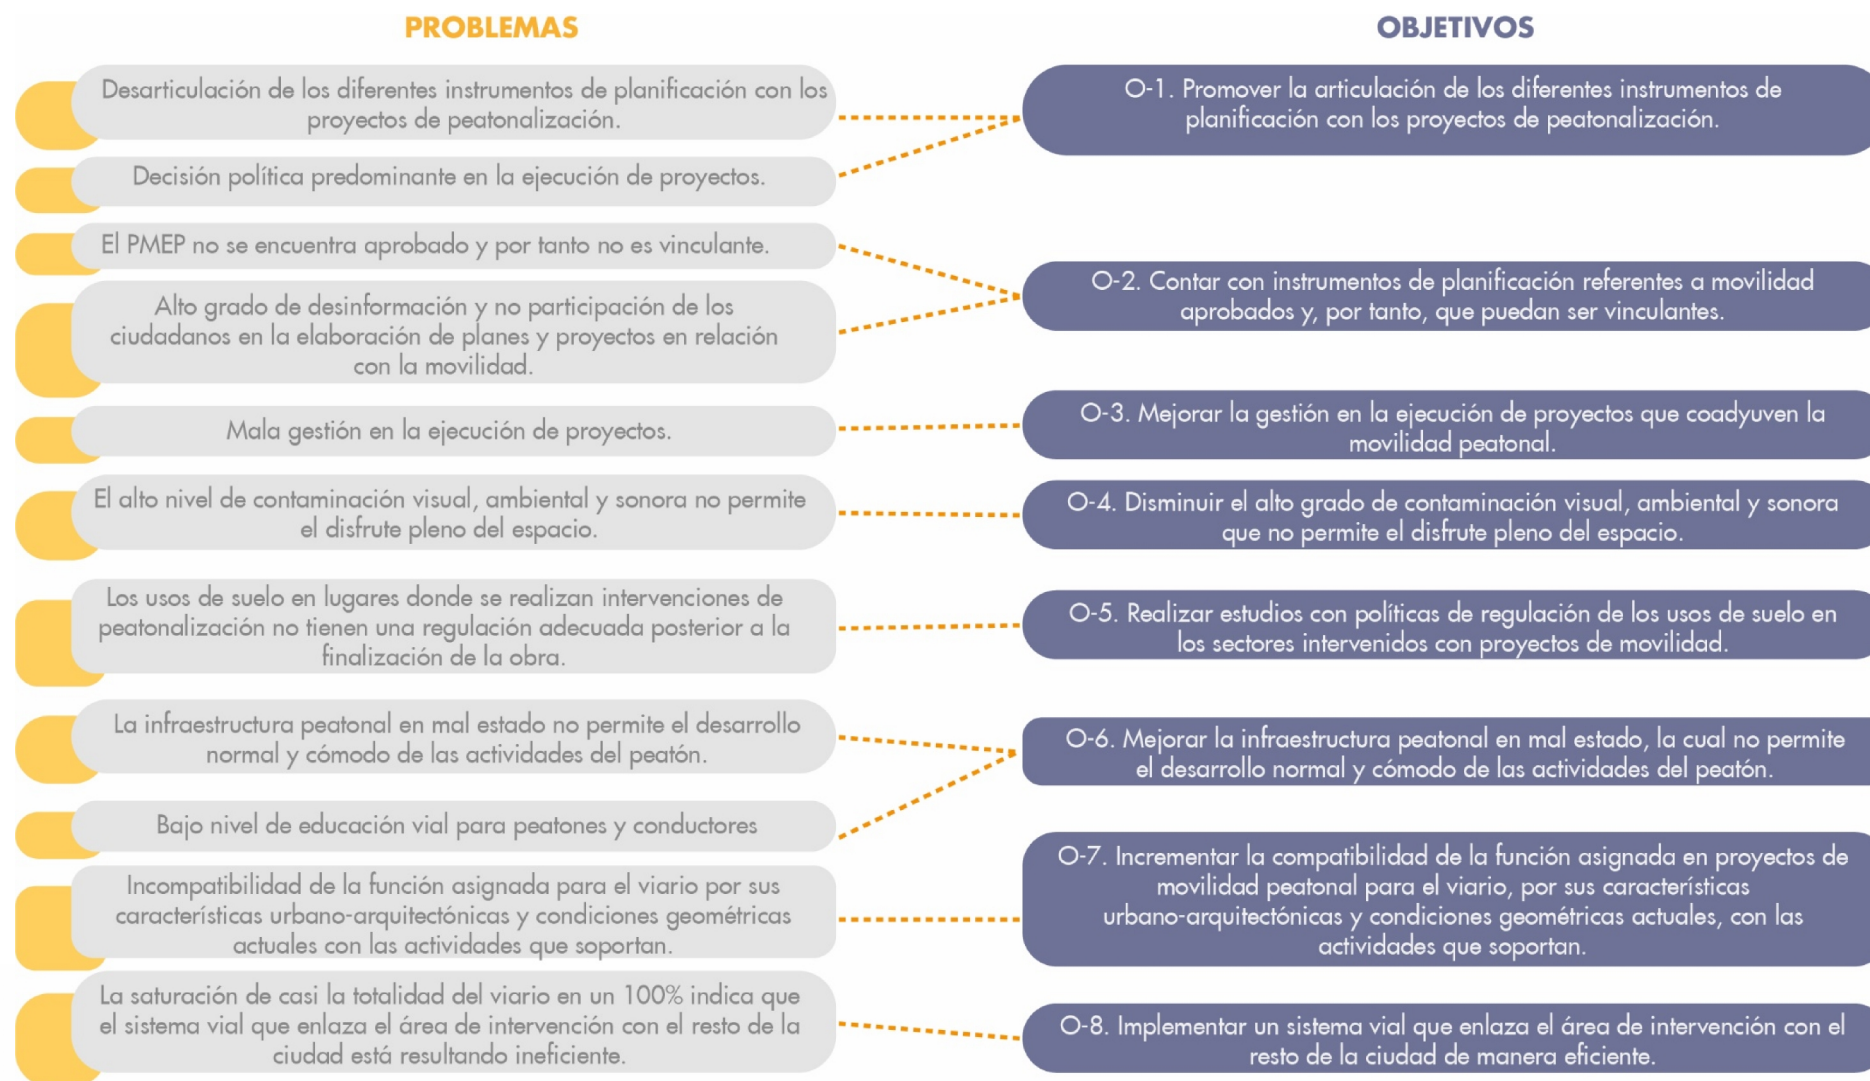 PROBLEMAS
Desarticulación de los diferentes instrumentos de planificación con los
proyectos de peatonalización.
Decisión política predominante en la ejecución de proyectos.
El PMEP no se encuentra aprobado y por tanto no es vinculante.
Alto grado de desinformación y no participación de los
ciudadanos en la elaboración de planes y proyectos en relación
con la movilidad.
Mala gestión en la ejecución de proyectos.
El alto nivel de contaminación visual, ambiental y sonora no permite
el disfrute pleno del espacio.
Los usos de suelo en lugares donde se realizan intervenciones de
peatonalización no tienen una regulación adecuada posterior a la
finalización de la obra.
La infraestructura peatonal en mal estado no permite el desarrollo
normal y cómodo de las actividades del peatón.
Bajo nivel de educación vial para peatones y conductores
Incompatibilidad de la función asignada para el viario por sus
características urbano-arquitectónicas y condiciones geométricas
actuales con las actividades que soportan.
La saturación de casi la totalidad del viario en un 100% indica que
el sistema vial que enlaza el área de intervención con el resto de la
ciudad está resultando ineficiente.
OBJETIVOS
O-1. Promover la articulación de los diferentes instrumentos de
planificación con los proyectos de peatonalización.
O-2. Contar con instrumentos de planificación referentes a movilidad
aprobados y, por tanto, que puedan ser vinculantes.
O-3. Mejorar la gestión en la ejecución de proyectos que coadyuven la
movilidad peatonal.
O-4. Disminuir el alto grado de contaminación visual, ambiental y sonora
que no permite el disfrute pleno del espacio.
O-5. Realizar estudios con políticas de regulación de los usos de suelo en
los sectores intervenidos con proyectos de movilidad.
O-6. Mejorar la infraestructura peatonal en mal estado, la cual no permite
el desarrollo normal y cómodo de las actividades del peatón.
O-7. Incrementar la compatibilidad de la función asignada en proyectos de
movilidad peatonal para el viario, por sus características
urbano-arquitectónicas y condiciones geométricas actuales, con las
actividades que soportan.
O-8. Implementar un sistema vial que enlaza el área de intervención con el
resto de la ciudad de manera eficiente.